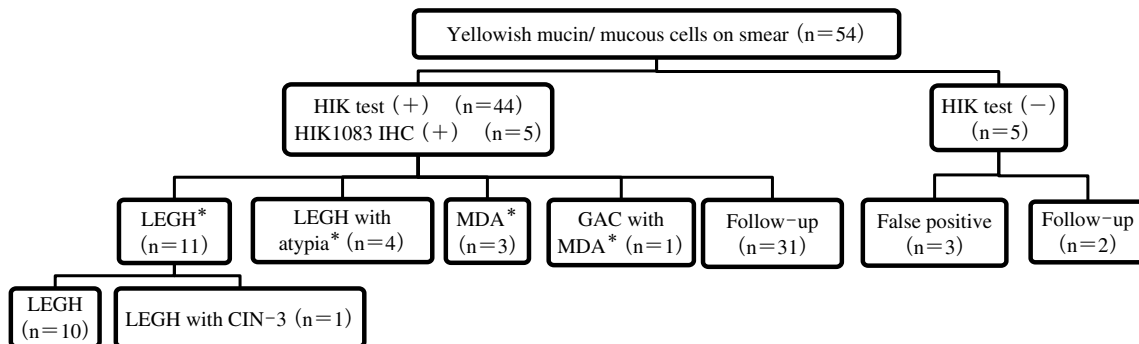 Yellowish mucin/ mucous cells on smear (n=54)
HIK test (+) (n=44)
HIK1083 IHC (+) (n=5)
HIK test (-)
(n=5)
LEGH*
(n=11)
LEGH with
atypia* (n=4)
MDA*
(n=3)
GAC with
MDA* (n=1)
Follow-up
(n=31)
False positive
(n=3)
Follow-up
(n=2)
LEGH
(n=10)
LEGH with CIN-3 (n=1)